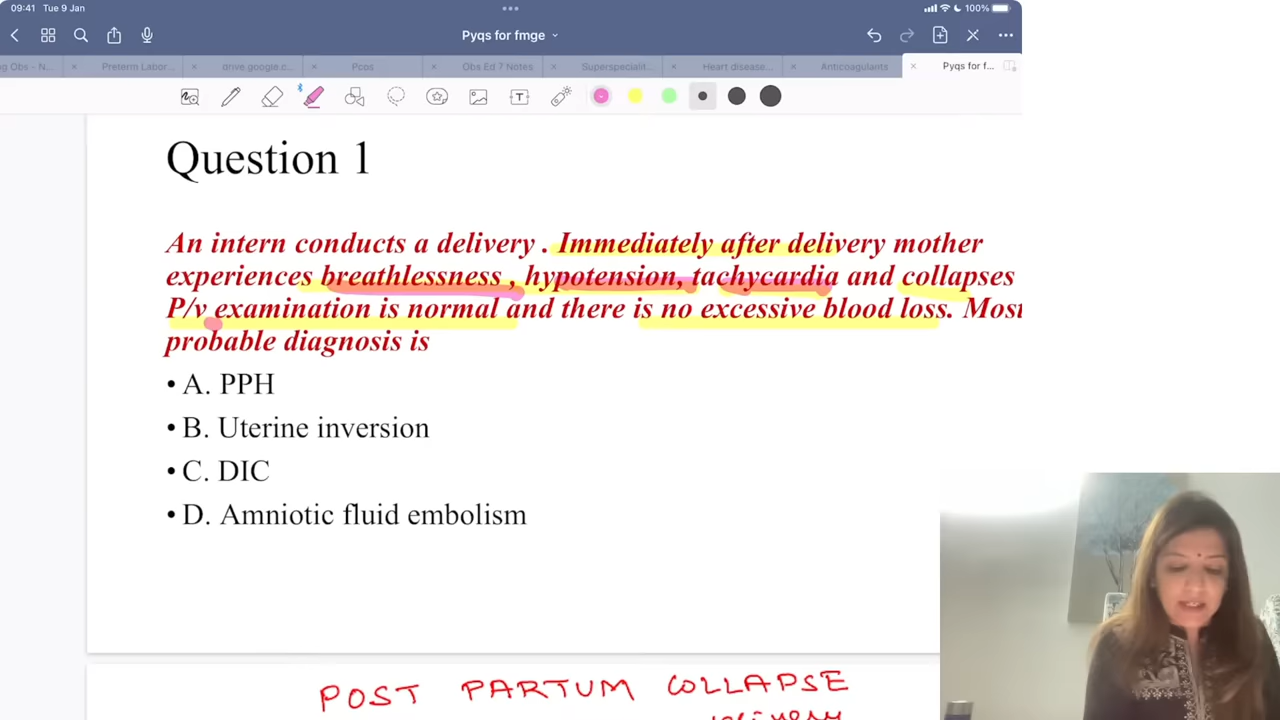 09:41 Tue 9 Jan
100%
Pyqs for fmge
g Obs - N...
Preterm Labor...
drive.google.c...
Pcos
Obs Ed 7 Notes
Superspecialit...
Heart disease...
Anticoagulants
Pyqs for f...
T
Question 1
An intern conducts a delivery . Immediately after delivery mother
experiences breathlessness , hypotension, tachycardia and collapses
P/v examination is normal and there is no excessive blood loss. Most
probable diagnosis is
• A. PPH
• B. Uterine inversion
• C. DIC
• D. Amniotic fluid embolism
POST PARTUM COLLAPSE